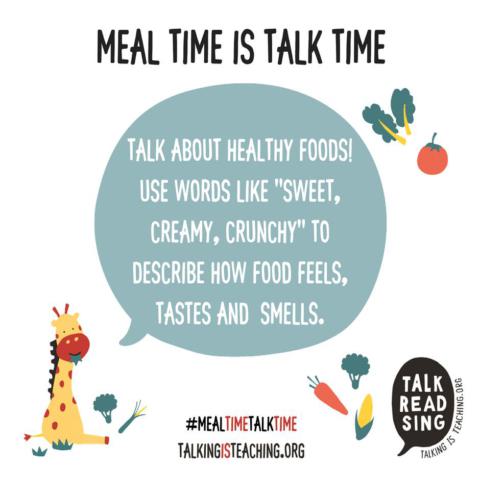 MEAL TIME IS TALK TIME
TALK ABOUT HEALTHY FOODS!
USE WORDS LIKE "SWEET,
CREAMY, CRUNCHY" TO
DESCRIBE HOW FOOD FEELS,
TASTES AND SMELLS.
#MEALTIMETALKTIME
TALKINGISTEACHING.ORG
TALK
READ
SING
TALKING IS TEACHING.ORG